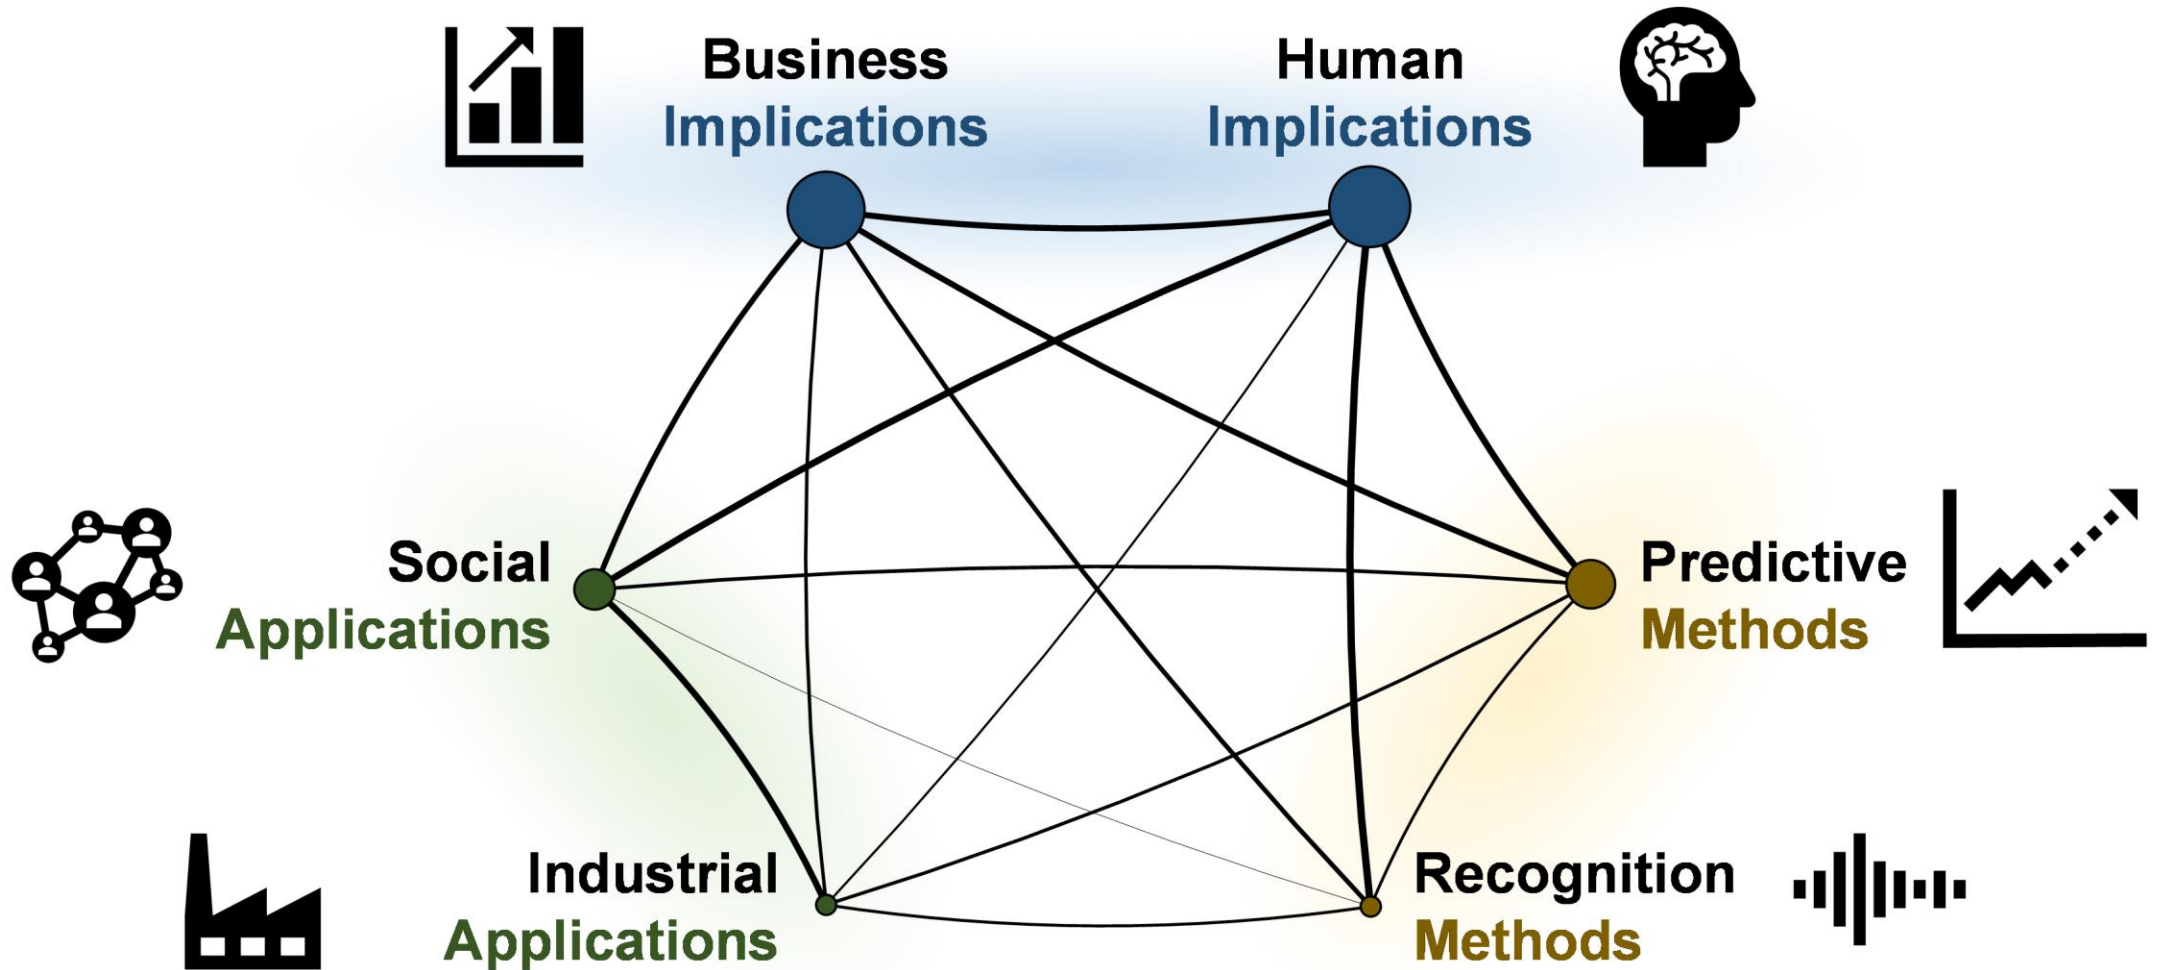 Business
Implications
Human
Implications
Social
Applications
Predictive
Methods
Industrial
Applications
Recognition
Methods